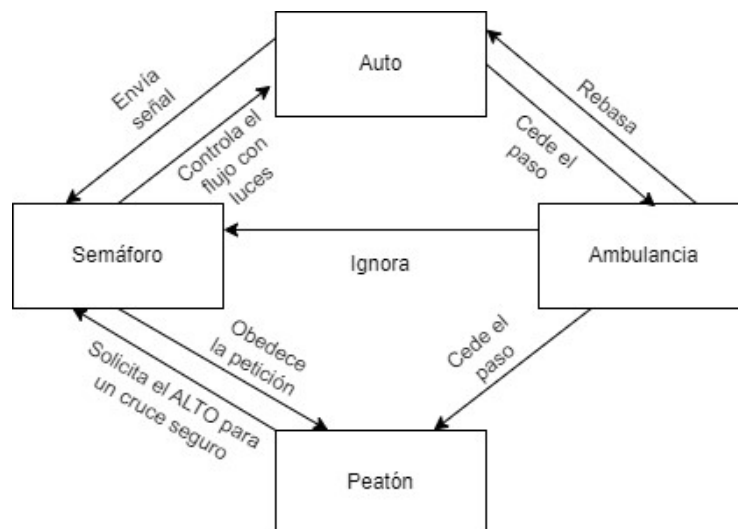 Auto
Envía
señal
Controla el
flujo con
luces
Cede el
paso
Rebasa
Semáforo
Ignora
Ambulancia
Obedece
la petición
Solicita el ALTO para
un cruce seguro
Cede el
paso
Peatón